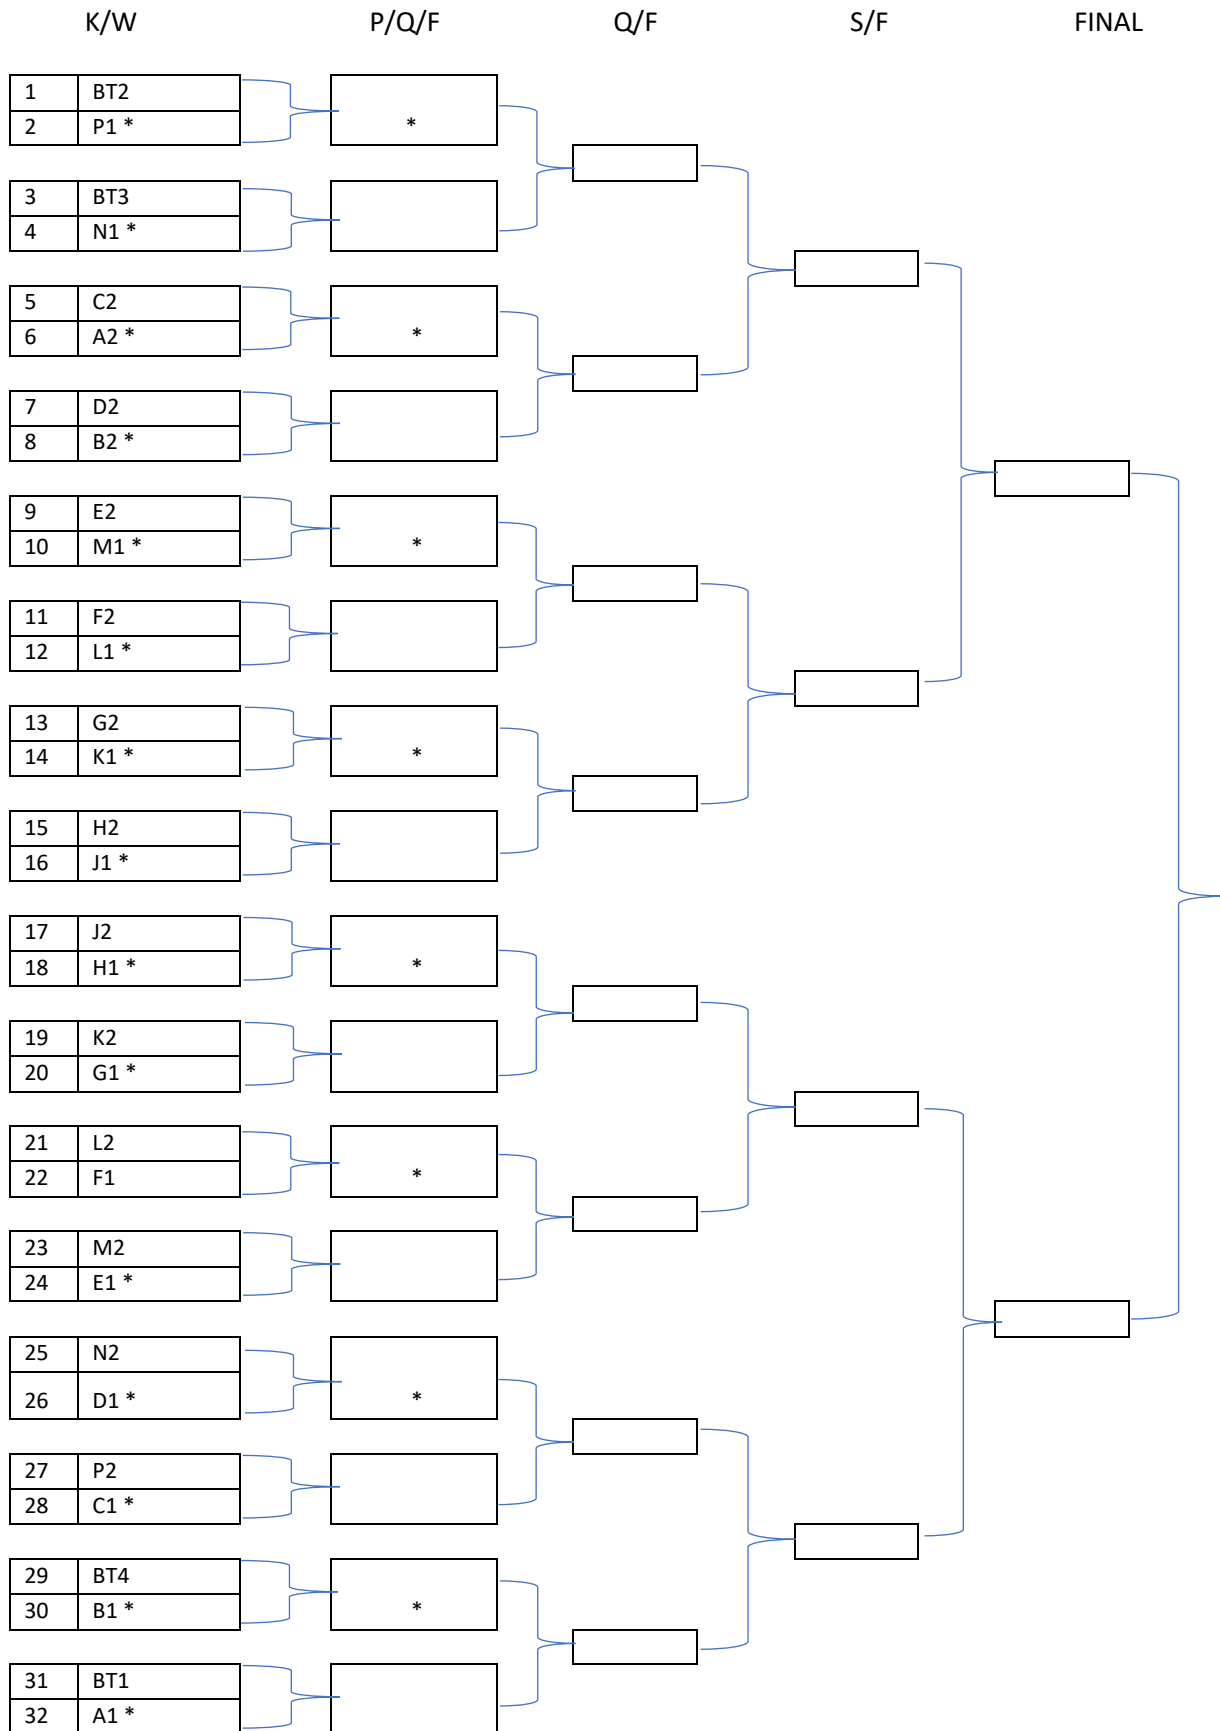 K/W P/Q/F Q/F S/F FINAL
1 BT2
2 P1 * *
3 BT3
4 N1 *
5 C2
6 A2 * *
7 D2
8 B2 *
9 E2
10 M1 * *
11 F2
12 L1 *
13 G2
14 K1 * *
15 H2
16 J1 *
17 J2
18 H1 * *
19 K2
20 G1 *
21 L2
22 F1 *
23 M2
24 E1 *
25 N2
26 D1 * *
27 P2
28 C1 *
29 BT4
30 B1 * *
31 BT1
32 A1 *